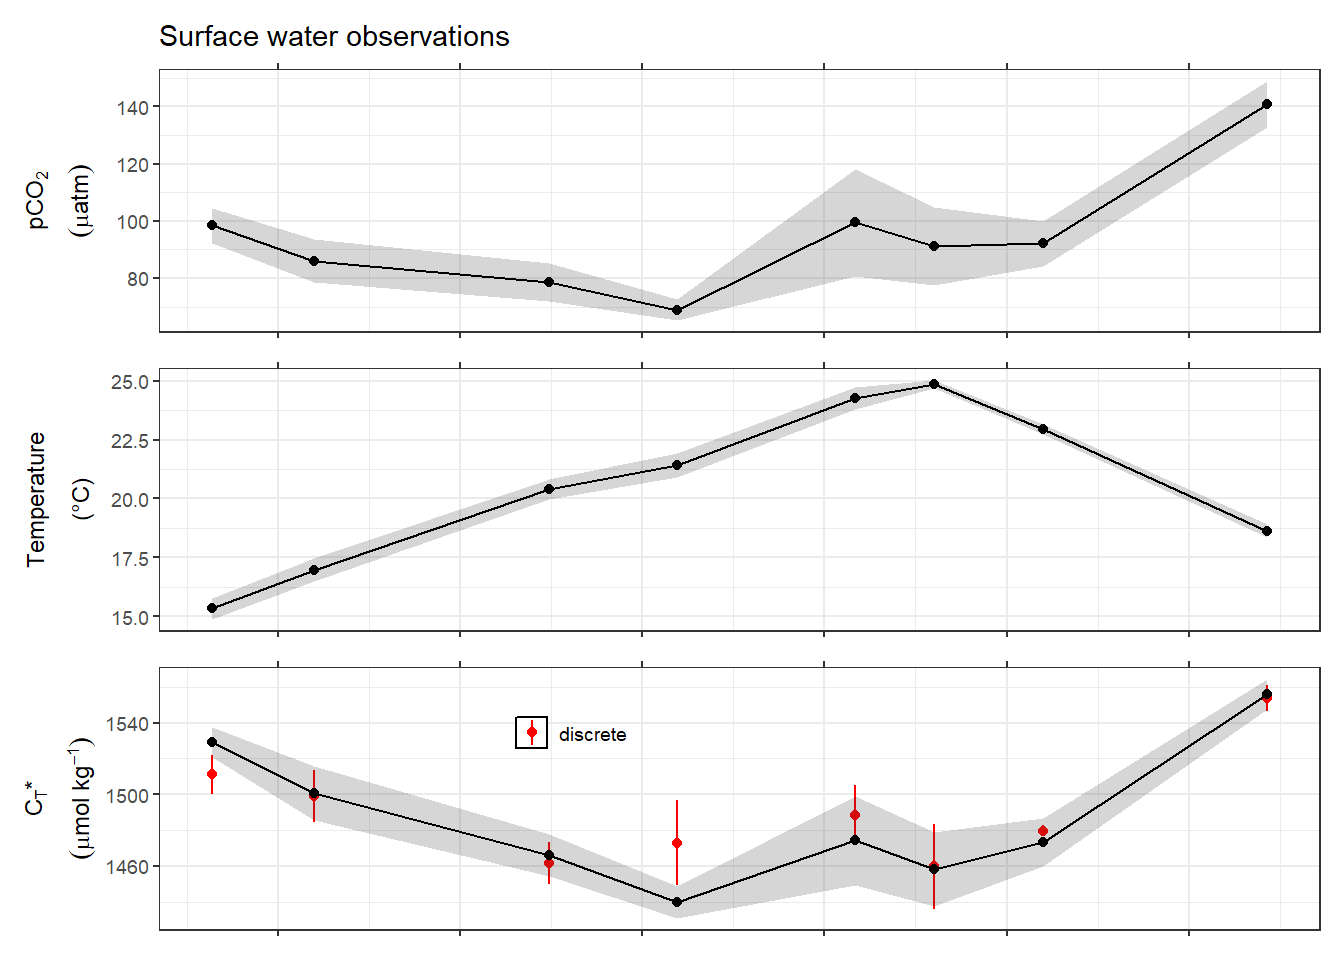 Surface water observations
pCO₂
(μatm)
140
120
100
80
Temperature
(°C)
25.0
22.5
20.0
17.5
15.0
C_T*
(μmol kg⁻¹)
1540
1500
1460
discrete